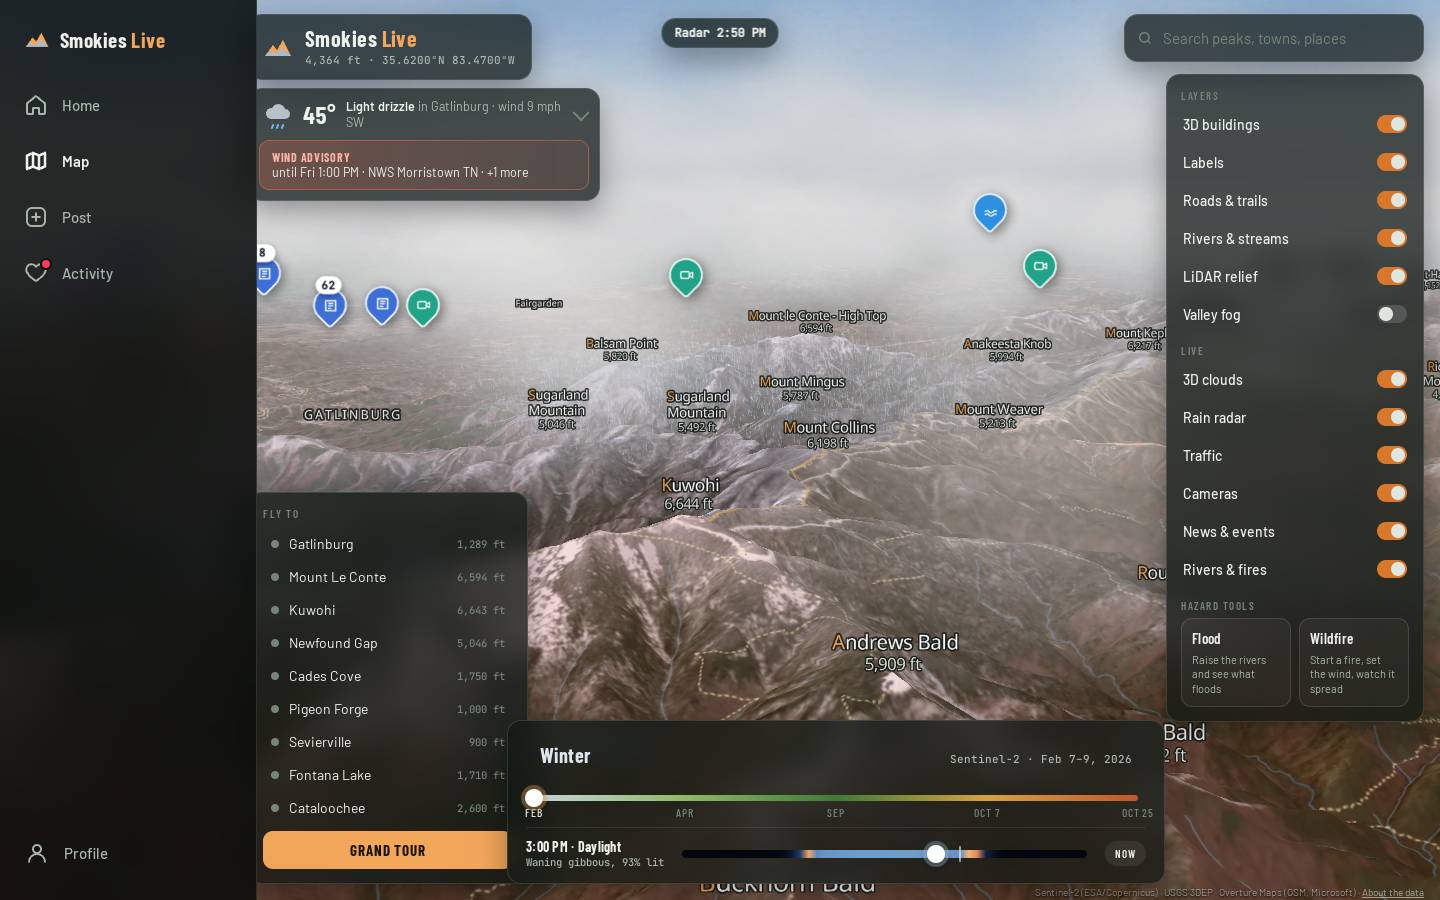 Smokies Live
Home
Map
Post
Activity
Profile
Smokies Live
4,364 ft · 35.6200°N 83.4700°W
45° Light drizzle in Gatlinburg · wind 9 mph
SW
WIND ADVISORY
until Fri 1:00 PM · NWS Morristown TN · +1 more
Radar 2:50 PM
Search peaks, towns, places
8
62
Fairgarden
Mount le Conte - High Top
6,594 ft
Balsam Point
5,820 ft
Anakeesta Knob
5,994 ft
Mount Kep
6,217 ft
Mount Mingus
5,787 ft
Sugarland
Mountain
5,046 ft
Sugarland
Mountain
5,492 ft
Mount Weaver
5,213 ft
GATLINBURG
Mount Collins
6,198 ft
Kuwohi
6,644 ft
Rou
Andrews Bald
5,909 ft
Bald
2 ft
Buckhorn Bald
LAYERS
3D buildings
Labels
Roads & trails
Rivers & streams
LiDAR relief
Valley fog
LIVE
3D clouds
Rain radar
Traffic
Cameras
News & events
Rivers & fires
HAZARD TOOLS
Flood
Raise the rivers
and see what
floods
Wildfire
Start a fire, set
the wind, watch it
spread
FLY TO
Gatlinburg 1,289 ft
Mount Le Conte 6,594 ft
Kuwohi 6,643 ft
Newfound Gap 5,046 ft
Cades Cove 1,750 ft
Pigeon Forge 1,000 ft
Sevierville 900 ft
Fontana Lake 1,710 ft
Cataloochee 2,600 ft
GRAND TOUR
Winter
Sentinel-2 · Feb 7–9, 2026
FEB APR SEP OCT 7 OCT 25
3:00 PM · Daylight
Waning gibbous, 93% lit
NOW
Sentinel-2 (ESA/Copernicus) · USGS 3DEP · Overture Maps (OSM, Microsoft) · About the data